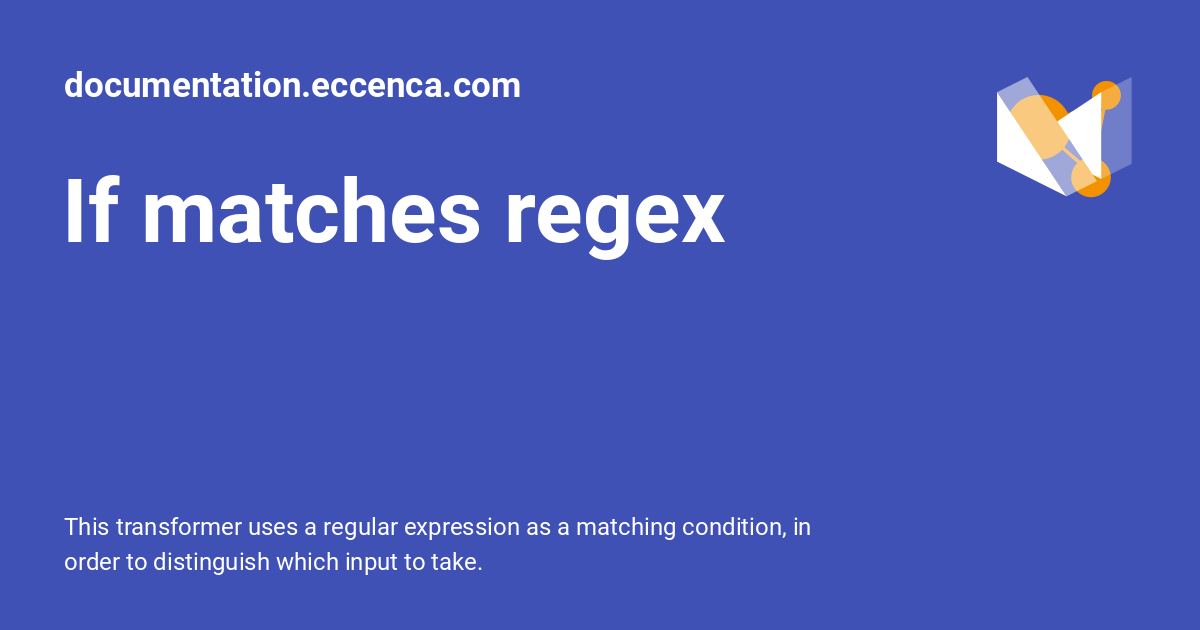 documentation.eccenca.com
If matches regex
This transformer uses a regular expression as a matching condition, in
order to distinguish which input to take.